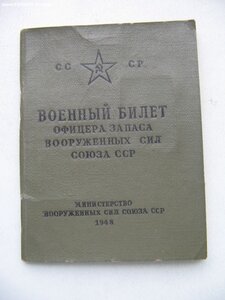 СС СР
ВОЕННЫЙ БИЛЕТ
ОФИЦЕРА ЗАПАСА
ВООРУЖЕННЫХ СИЛ
СОЮЗА ССР
МИНИСТЕРСТВО
ВООРУЖЕННЫХ СИЛ СОЮЗА ССР
1948